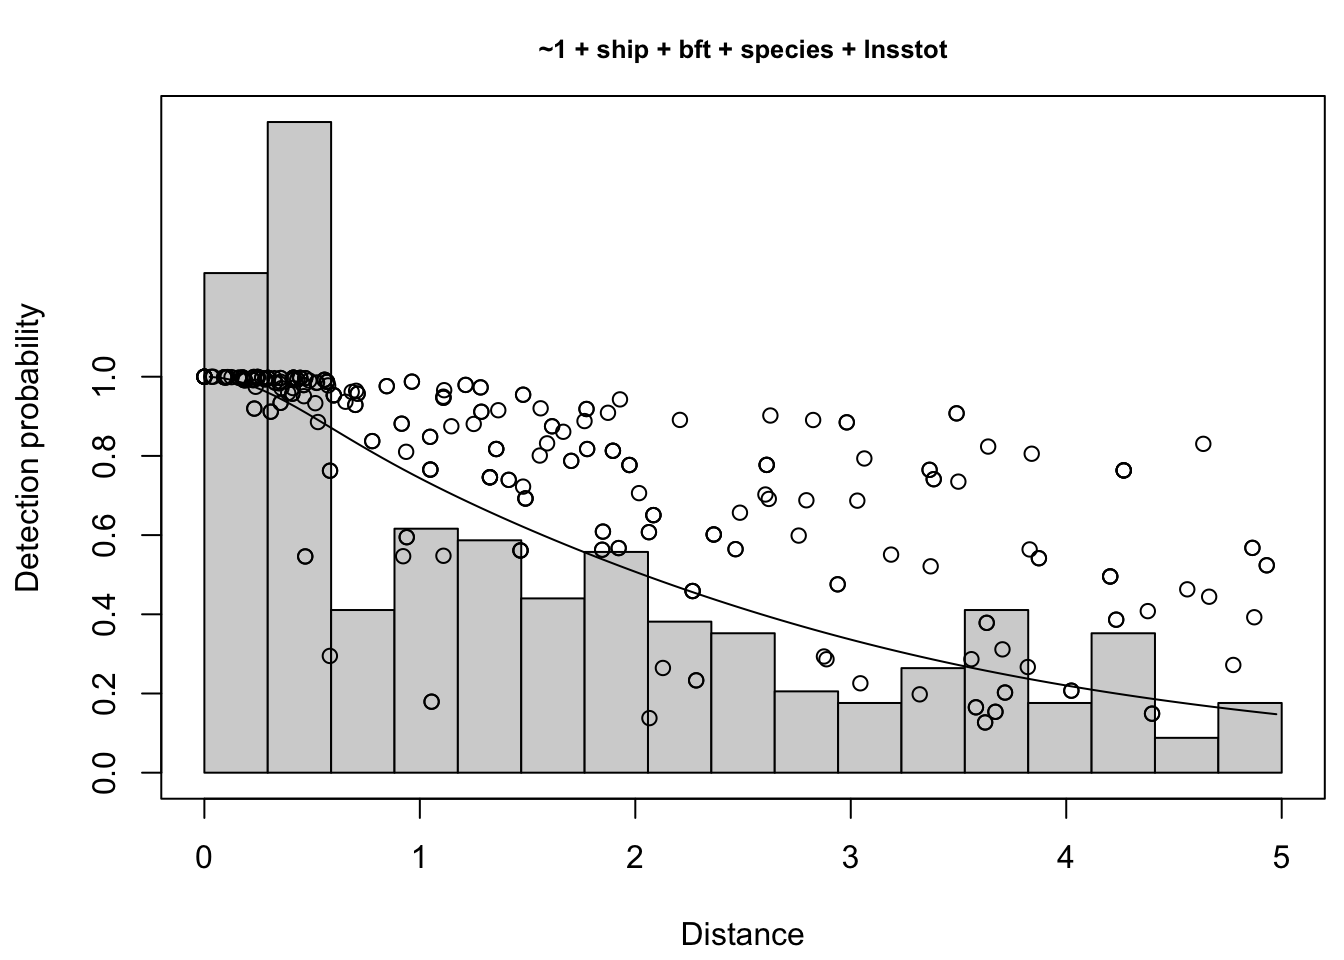 ~1 + ship + bft + species + lnsstot
Detection probability
1.0
0.8
0.6
0.4
0.2
0.0
0 1 2 3 4 5
Distance